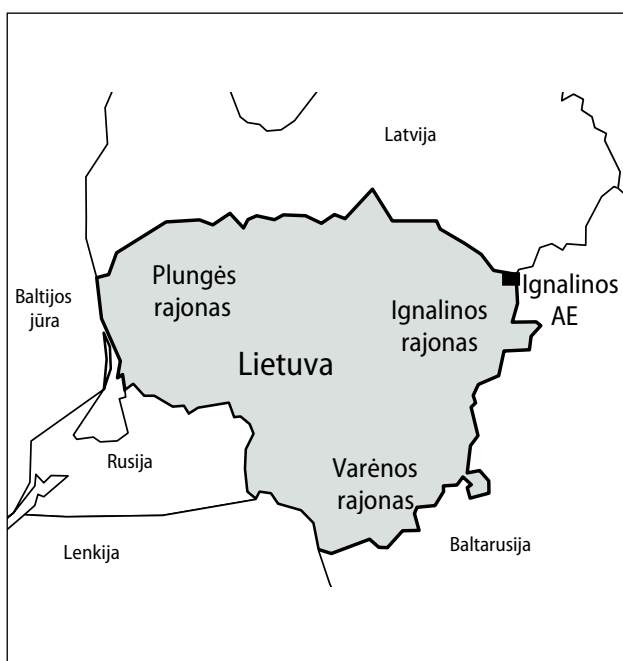 Latvija
Plungės
rajonas
Baltijos
jūra
Ignalinos
AE
Ignalinos
rajonas
Lietuva
Rusija
Varėnos
rajonas
Lenkija
Baltarusija